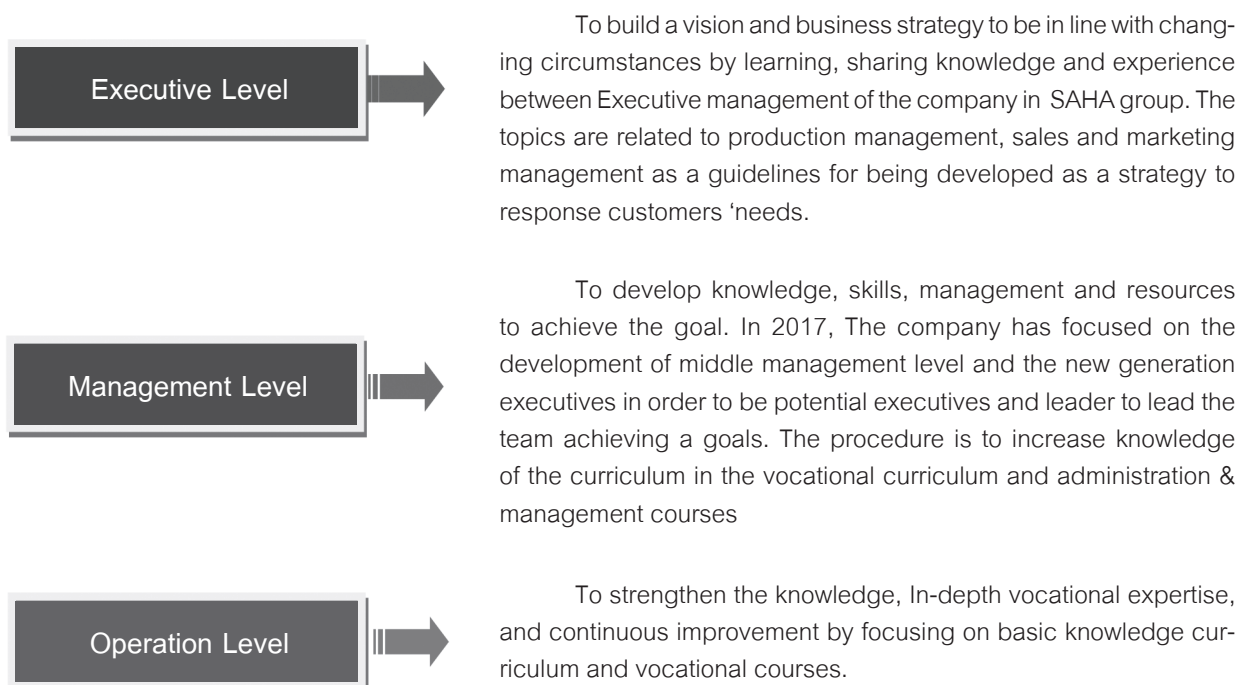 Executive Level
To build a vision and business strategy to be in line with chang-
ing circumstances by learning, sharing knowledge and experience
between Executive management of the company in SAHA group. The
topics are related to production management, sales and marketing
management as a guidelines for being developed as a strategy to
response customers ‘needs.
Management Level
To develop knowledge, skills, management and resources
to achieve the goal. In 2017, The company has focused on the
development of middle management level and the new generation
executives in order to be potential executives and leader to lead the
team achieving a goals. The procedure is to increase knowledge
of the curriculum in the vocational curriculum and administration &
management courses
Operation Level
To strengthen the knowledge, In-depth vocational expertise,
and continuous improvement by focusing on basic knowledge cur-
riculum and vocational courses.